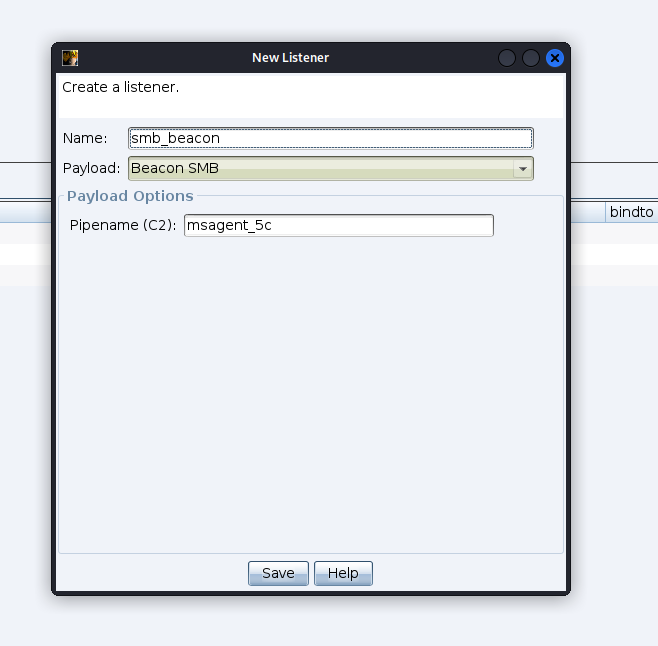 New Listener
Create a listener.
Name: smb_beacon
Payload: Beacon SMB
Payload Options
bindto
Pipename (C2): msagent_5c
Save Help